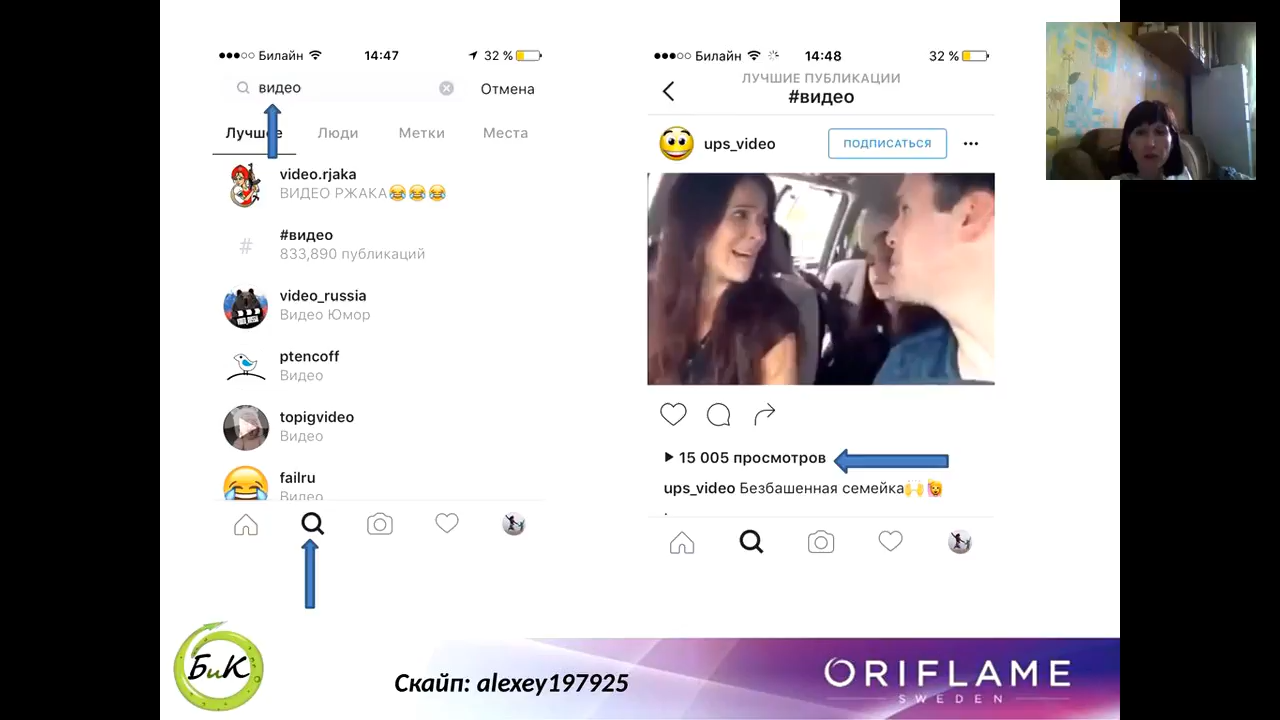 Билайн 14:47 32 %
видео Отмена
Лучшее Люди Метки Места
video.rjaka
ВИДЕО РЖАКА😂😂😂
#видео
833,890 публикаций
video_russia
Видео Юмор
ptencoff
Видео
topigvideo
Видео
failru
Видео
Билайн 14:48 32 %
ЛУЧШИЕ ПУБЛИКАЦИИ
#видео
ups_video ПОДПИСАТЬСЯ
15 005 просмотров
ups_video Безбашенная семейка🙌🙋
.
БиК
Скайп: alexey197925
ORIFLAME
SWEDEN